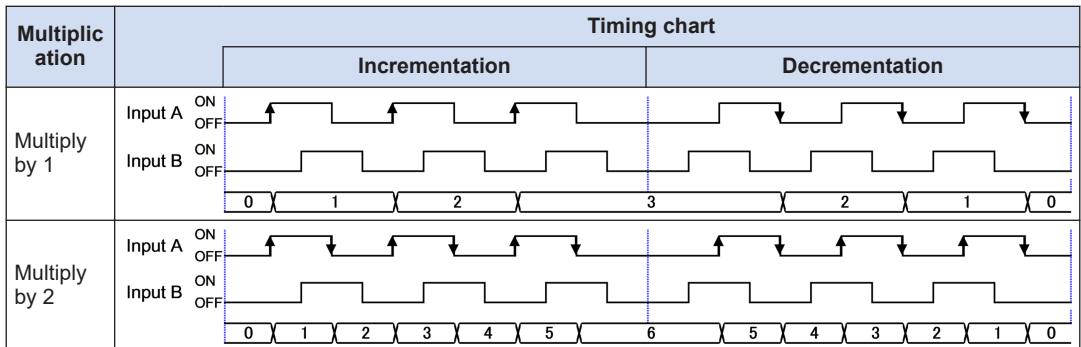 Multiplic
ation
Timing chart
Incrementation
Decrementation
Multiply
by 1
Input A
ON
OFF
Input B
ON
OFF
0 1 2 3 2 1 0
Multiply
by 2
Input A
ON
OFF
Input B
ON
OFF
0 1 2 3 4 5 6 5 4 3 2 1 0